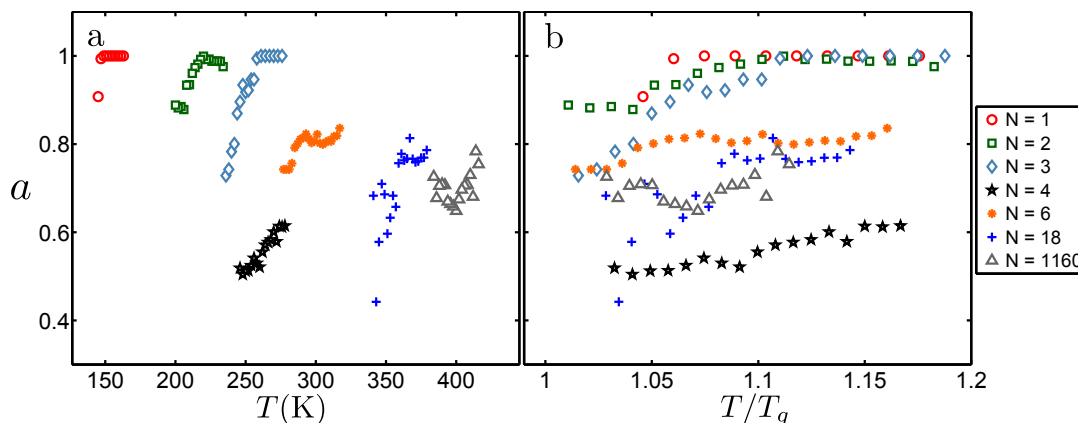 a
b
1
0.8
0.6
0.4
a
150
200
250
300
350
400
T(K)
1
1.05
1.1
1.15
1.2
T/T_g
N = 1
N = 2
N = 3
N = 4
N = 6
N = 18
N = 1160